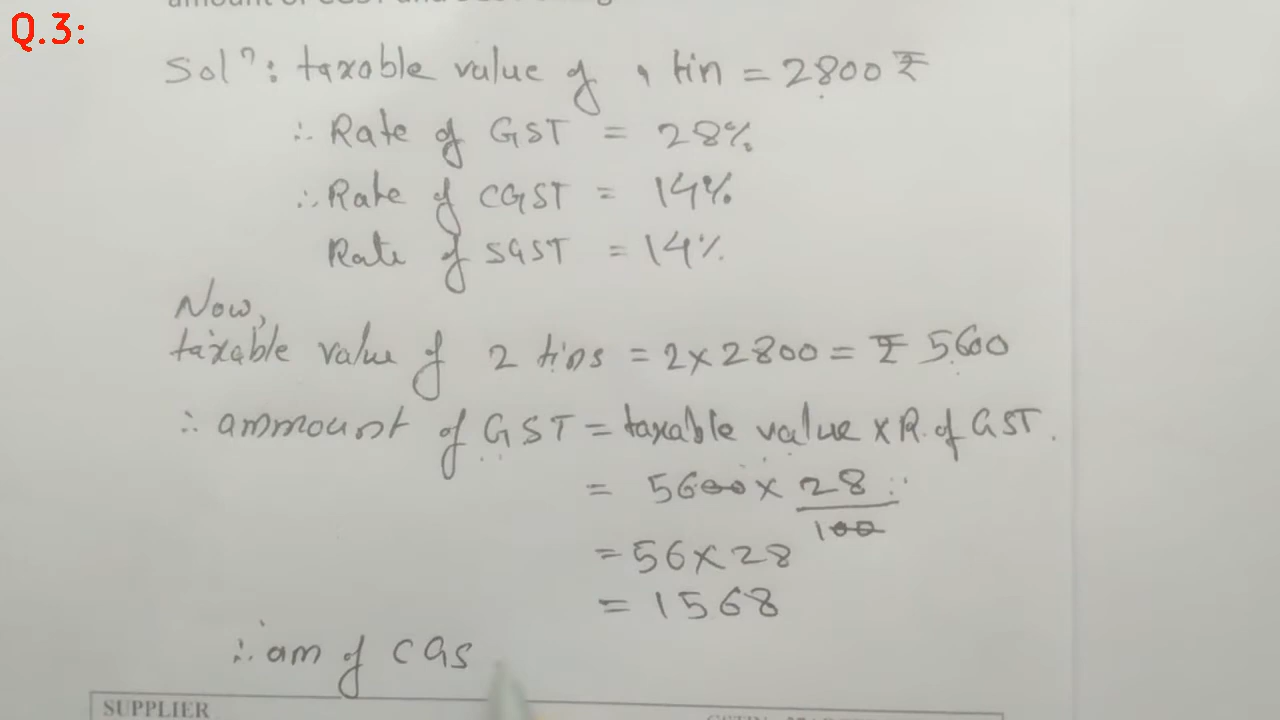 Q.3:
Solⁿ: taxable value of 1 tin = 2800 ₹
∴ Rate of GST = 28%
∴ Rate of CGST = 14%
Rate of SGST = 14%
Now,
taxable value of 2 tins = 2 × 2800 = ₹ 5600
∴ ammount of GST = taxable value × R. of GST.
= 5600 × 28/100
= 56 × 28
= 1568
∴ am of CGS
SUPPLIER